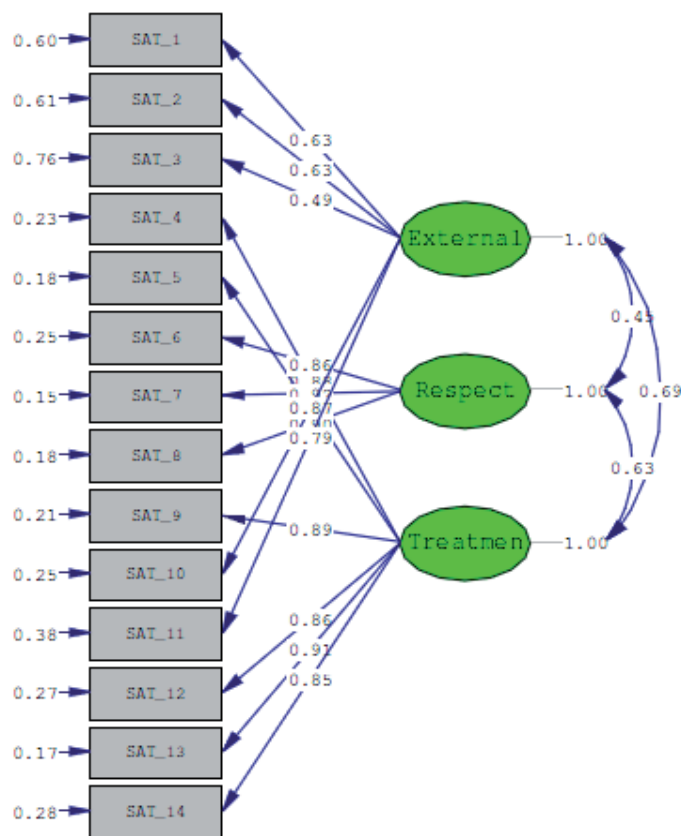 0.60 SAT_1
0.61 SAT_2
0.76 SAT_3
0.23 SAT_4
0.18 SAT_5
0.25 SAT_6
0.15 SAT_7
0.18 SAT_8
0.21 SAT_9
0.25 SAT_10
0.38 SAT_11
0.27 SAT_12
0.17 SAT_13
0.28 SAT_14
0.63
0.63
0.49
0.86
0.87
0.79
0.89
0.86
0.91
0.85
External 1.00
Respect 1.00
Treatmen 1.00
0.45
0.69
0.63